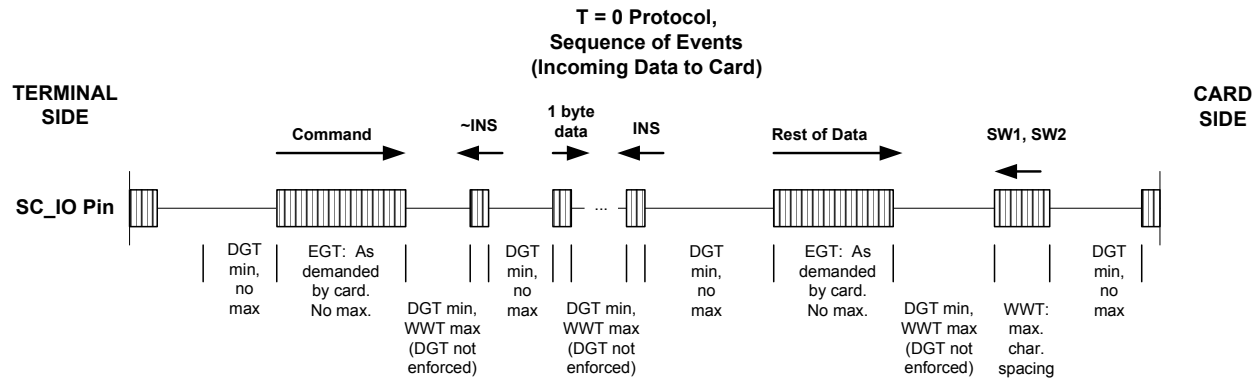 T = 0 Protocol,
Sequence of Events
(Incoming Data to Card)
TERMINAL
SIDE
CARD
SIDE
Command
~INS
1 byte
data
INS
Rest of Data
SW1, SW2
SC_IO Pin
...
DGT
min,
no
max
EGT: As
demanded
by card.
No max.
DGT min,
WWT max
(DGT not
enforced)
DGT
min,
no
max
DGT min,
WWT max
(DGT not
enforced)
DGT
min,
no
max
EGT: As
demanded
by card.
No max.
DGT min,
WWT max
(DGT not
enforced)
WWT:
max.
char.
spacing
DGT
min,
no
max